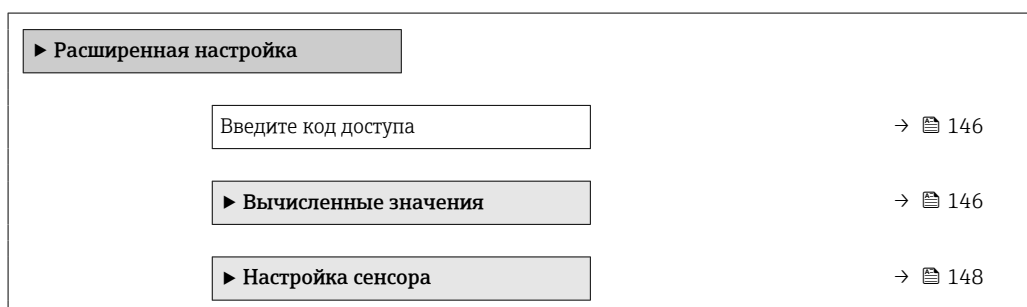 ▶ Расширенная настройка
Введите код доступа → 146
▶ Вычисленные значения → 146
▶ Настройка сенсора → 148